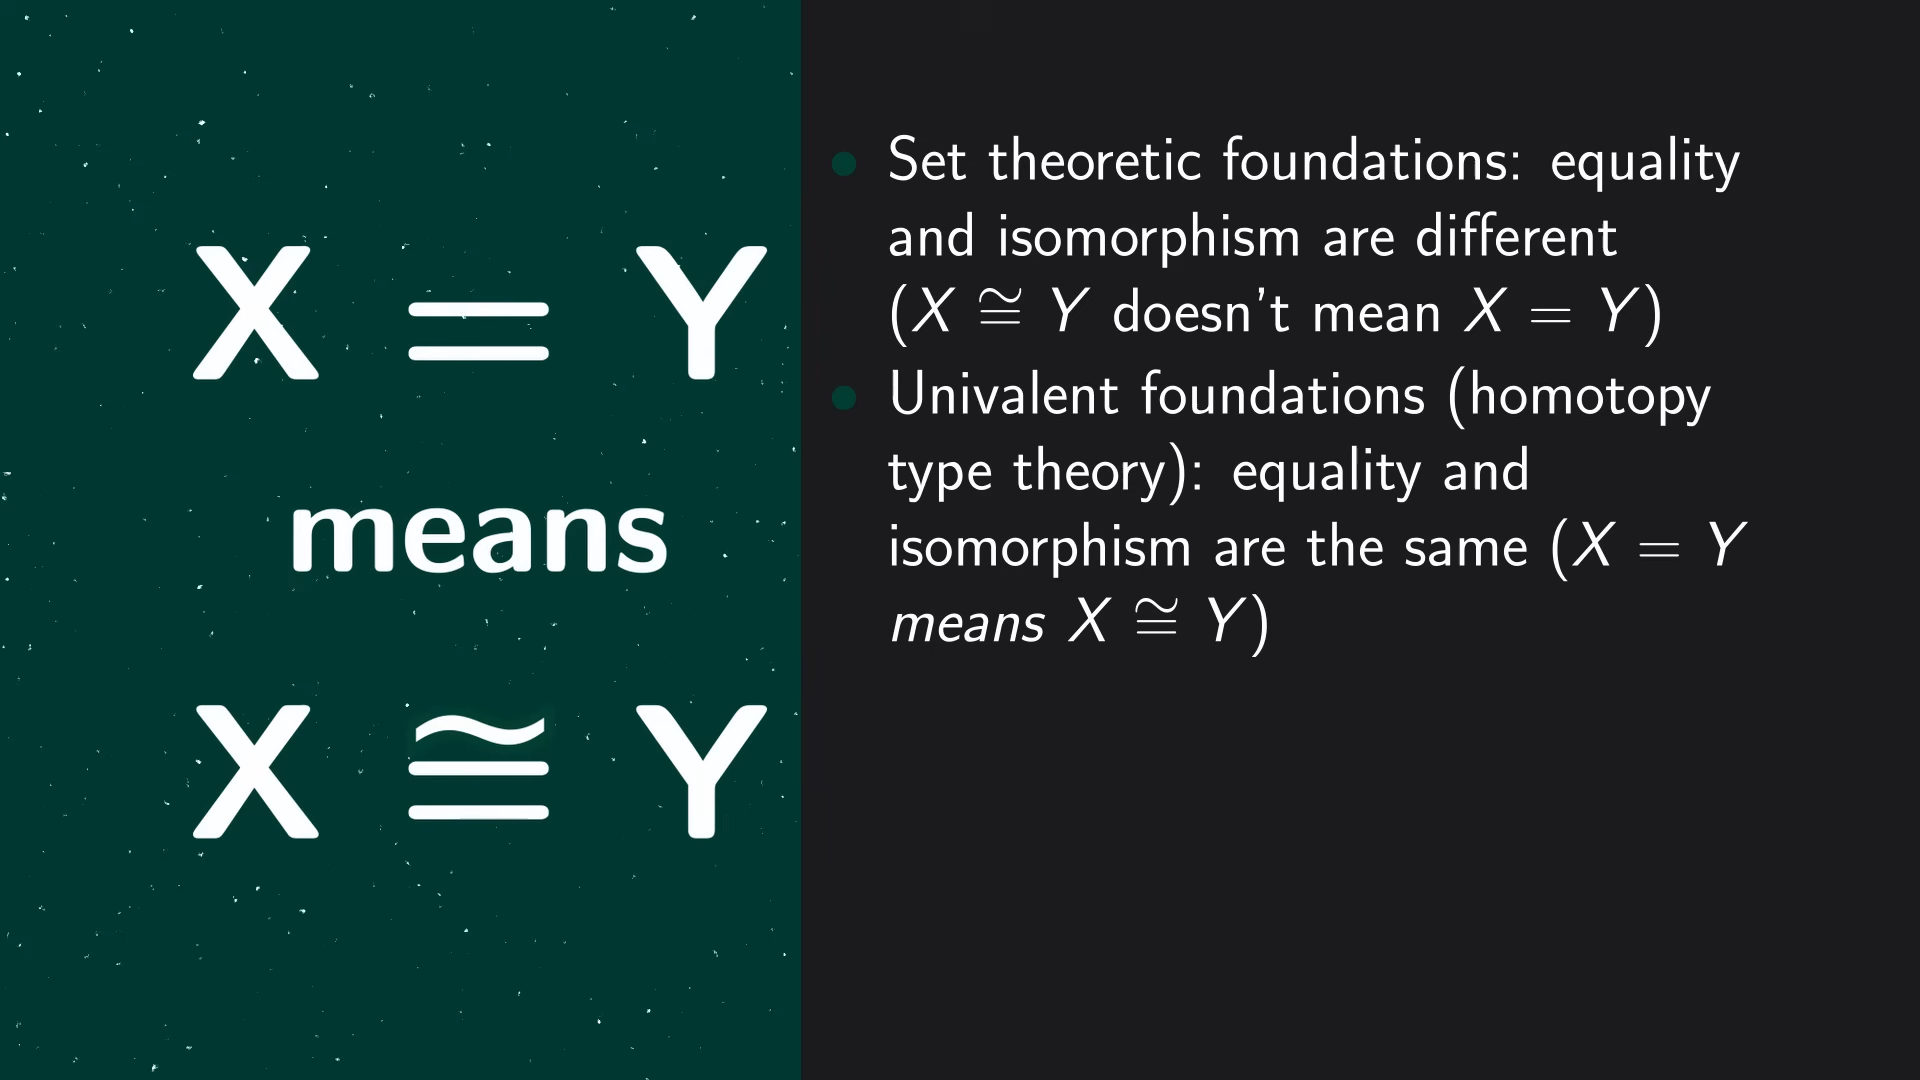 X = Y
means
X ≅ Y
• Set theoretic foundations: equality
and isomorphism are different
(X ≅ Y doesn't mean X = Y)
• Univalent foundations (homotopy
type theory): equality and
isomorphism are the same (X = Y
means X ≅ Y)